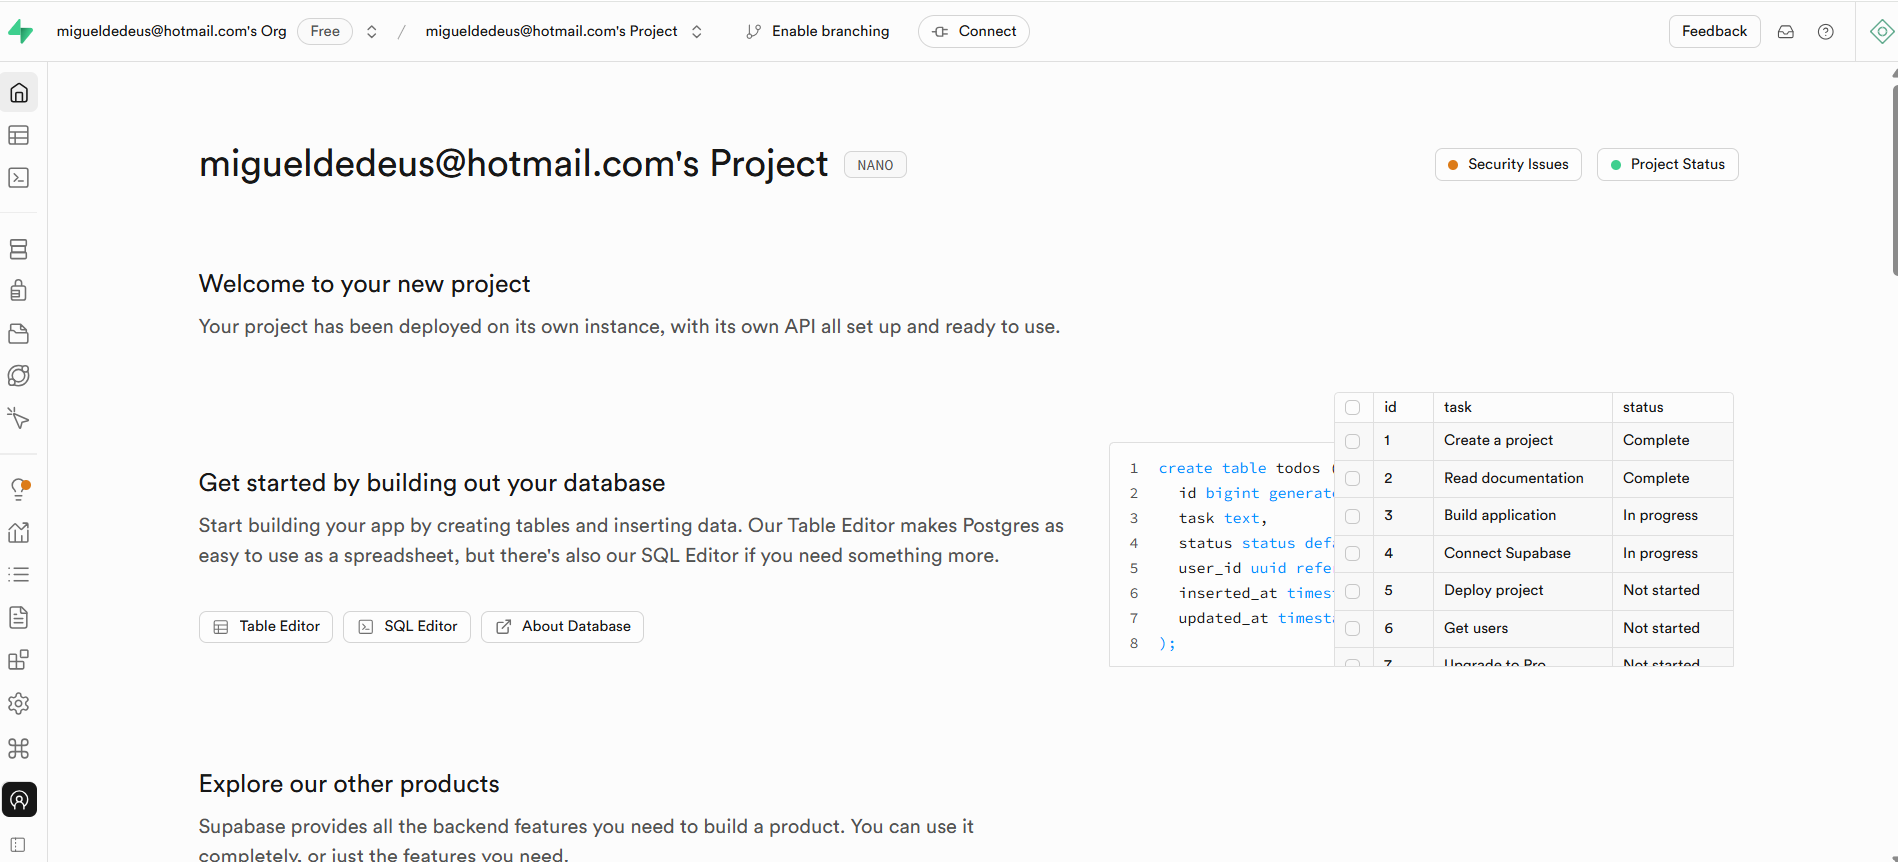 migueldedeus@hotmail.com's Org Free / migueldedeus@hotmail.com's Project Enable branching Connect Feedback
migueldedeus@hotmail.com's Project NANO Security Issues Project Status
Welcome to your new project
Your project has been deployed on its own instance, with its own API all set up and ready to use.
Get started by building out your database
Start building your app by creating tables and inserting data. Our Table Editor makes Postgres as
easy to use as a spreadsheet, but there's also our SQL Editor if you need something more.
Table Editor SQL Editor About Database
1 create table todos (
2 id bigint generate
3 task text,
4 status status defa
5 user_id uuid refe
6 inserted_at times
7 updated_at timesta
8 );
id task status
1 Create a project Complete
2 Read documentation Complete
3 Build application In progress
4 Connect Supabase In progress
5 Deploy project Not started
6 Get users Not started
7 Upgrade to Pro Not started
Explore our other products
Supabase provides all the backend features you need to build a product. You can use it
completely, or just the features you need.